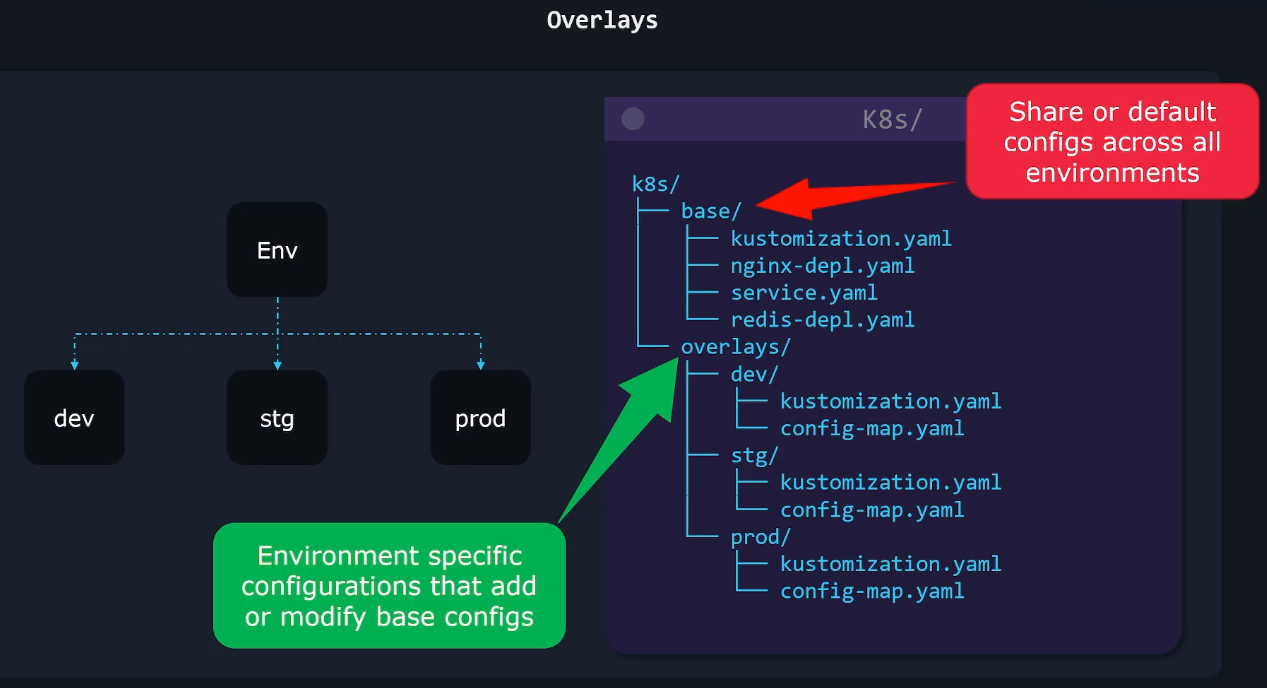 Overlays
Env
dev
stg
prod
Environment specific
configurations that add
or modify base configs
K8s/
Share or default
configs across all
environments
k8s/
base/
kustomization.yaml
nginx-depl.yaml
service.yaml
redis-depl.yaml
overlays/
dev/
kustomization.yaml
config-map.yaml
stg/
kustomization.yaml
config-map.yaml
prod/
kustomization.yaml
config-map.yaml